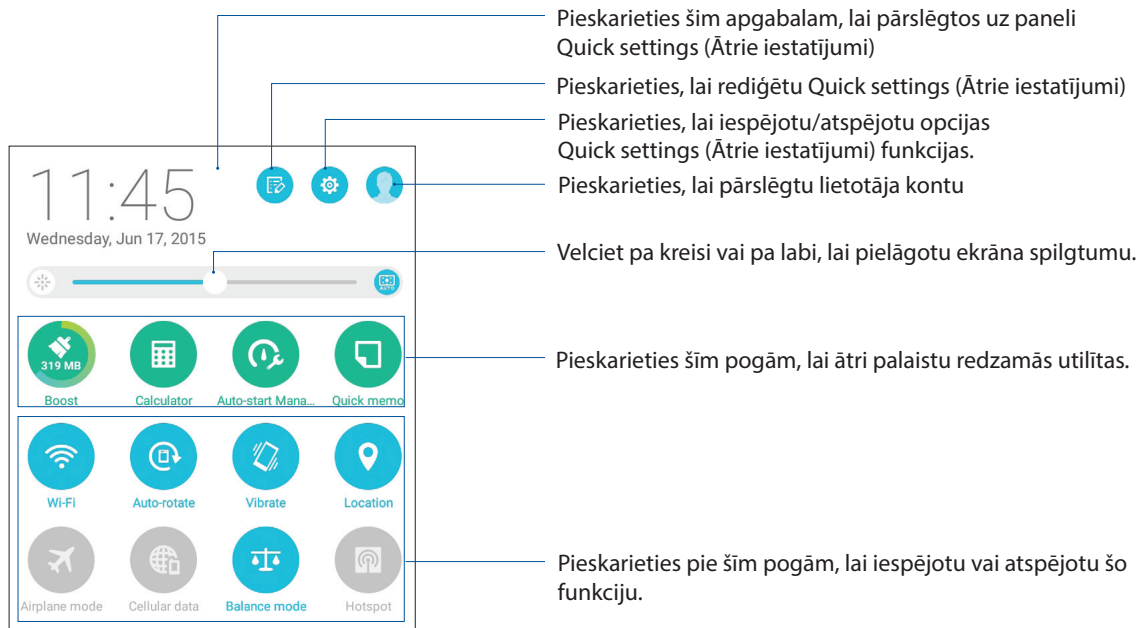 Pieskarieties šim apgabalam, lai pārslēgtos uz paneli
Quick settings (Ātrie iestatījumi)
Pieskarieties, lai rediģētu Quick settings (Ātrie iestatījumi)
Pieskarieties, lai iespējotu/atspējotu opcijas
Quick settings (Ātrie iestatījumi) funkcijas.
Pieskarieties, lai pārslēgtu lietotāja kontu
11:45
Wednesday, Jun 17, 2015
Velciet pa kreisi vai pa labi, lai pielāgotu ekrāna spilgtumu.
AUTO
319 MB
Boost Calculator Auto-start Mana... Quick memo
Pieskarieties šīm pogām, lai ātri palaistu redzamās utilītas.
Wi-Fi Auto-rotate Vibrate Location
Airplane mode Cellular data Balance mode Hotspot
Pieskarieties pie šīm pogām, lai iespējotu vai atspējotu šo
funkciju.